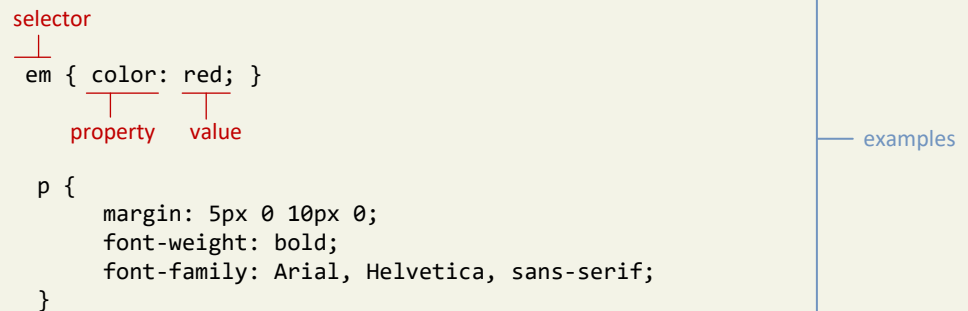 selector
em { color: red; }
property value
examples
p {
margin: 5px 0 10px 0;
font-weight: bold;
font-family: Arial, Helvetica, sans-serif;
}